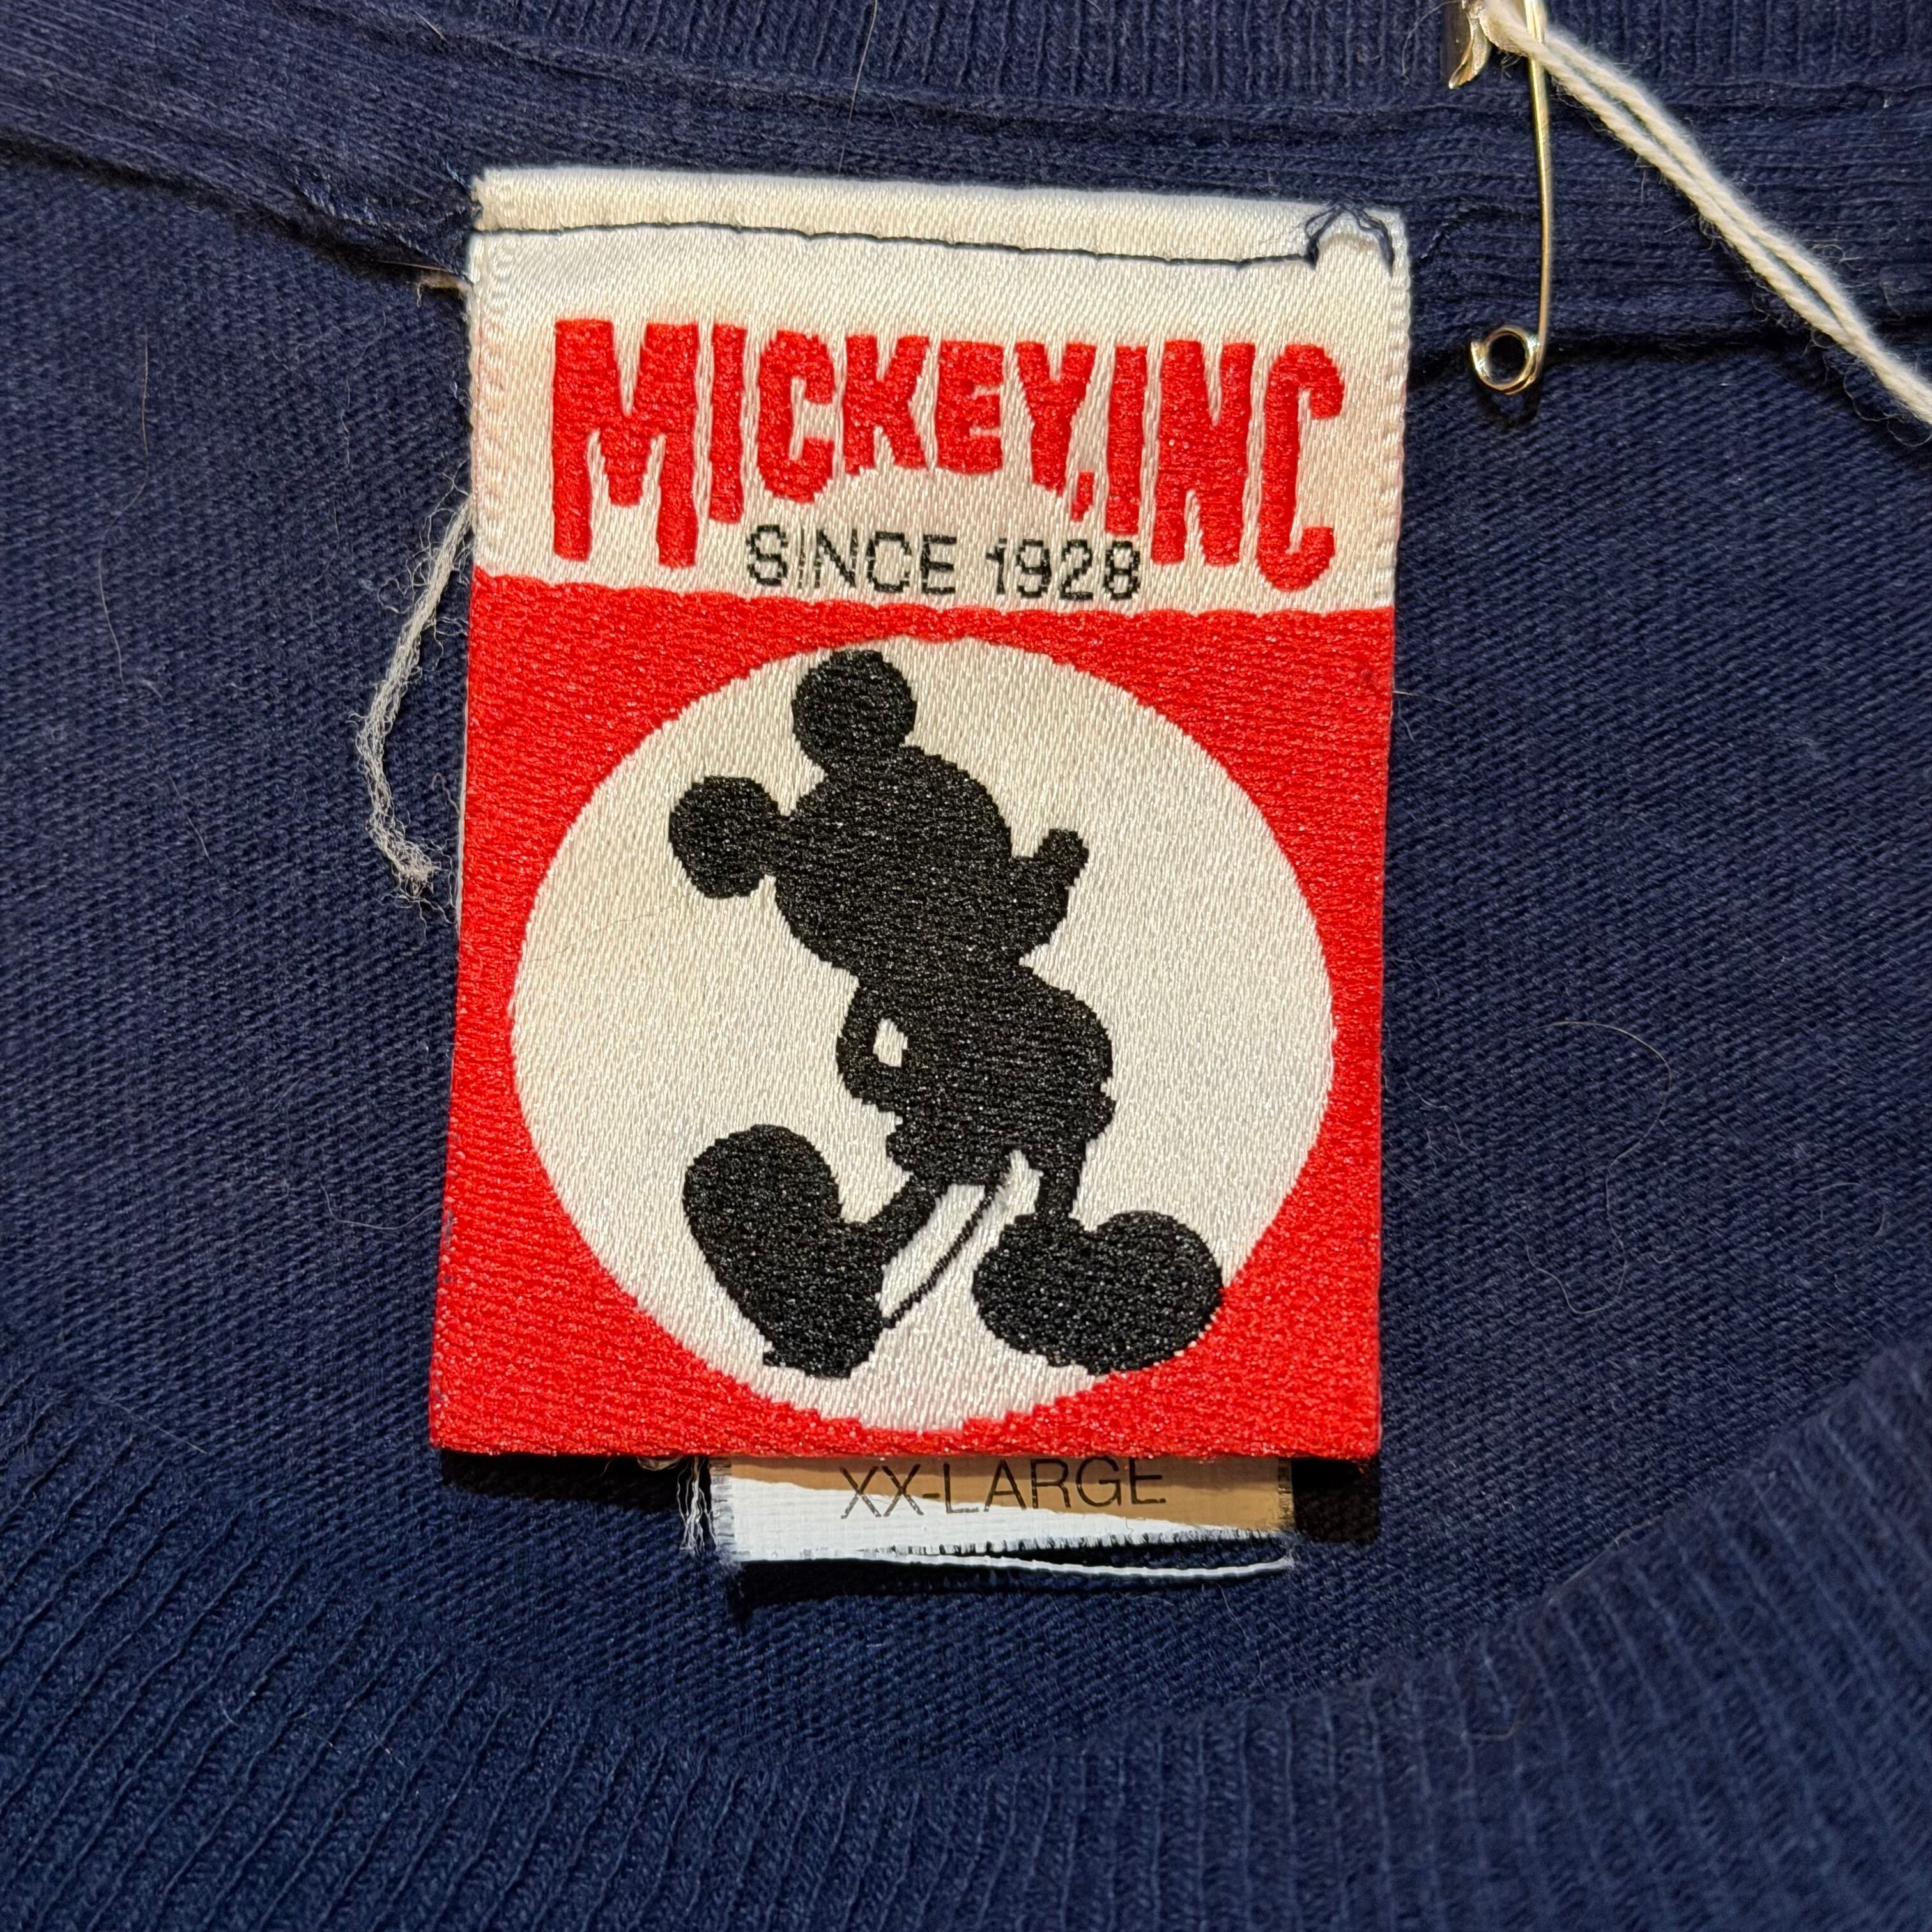 MICKEY, INC
SINCE 1928
XX-LARGE